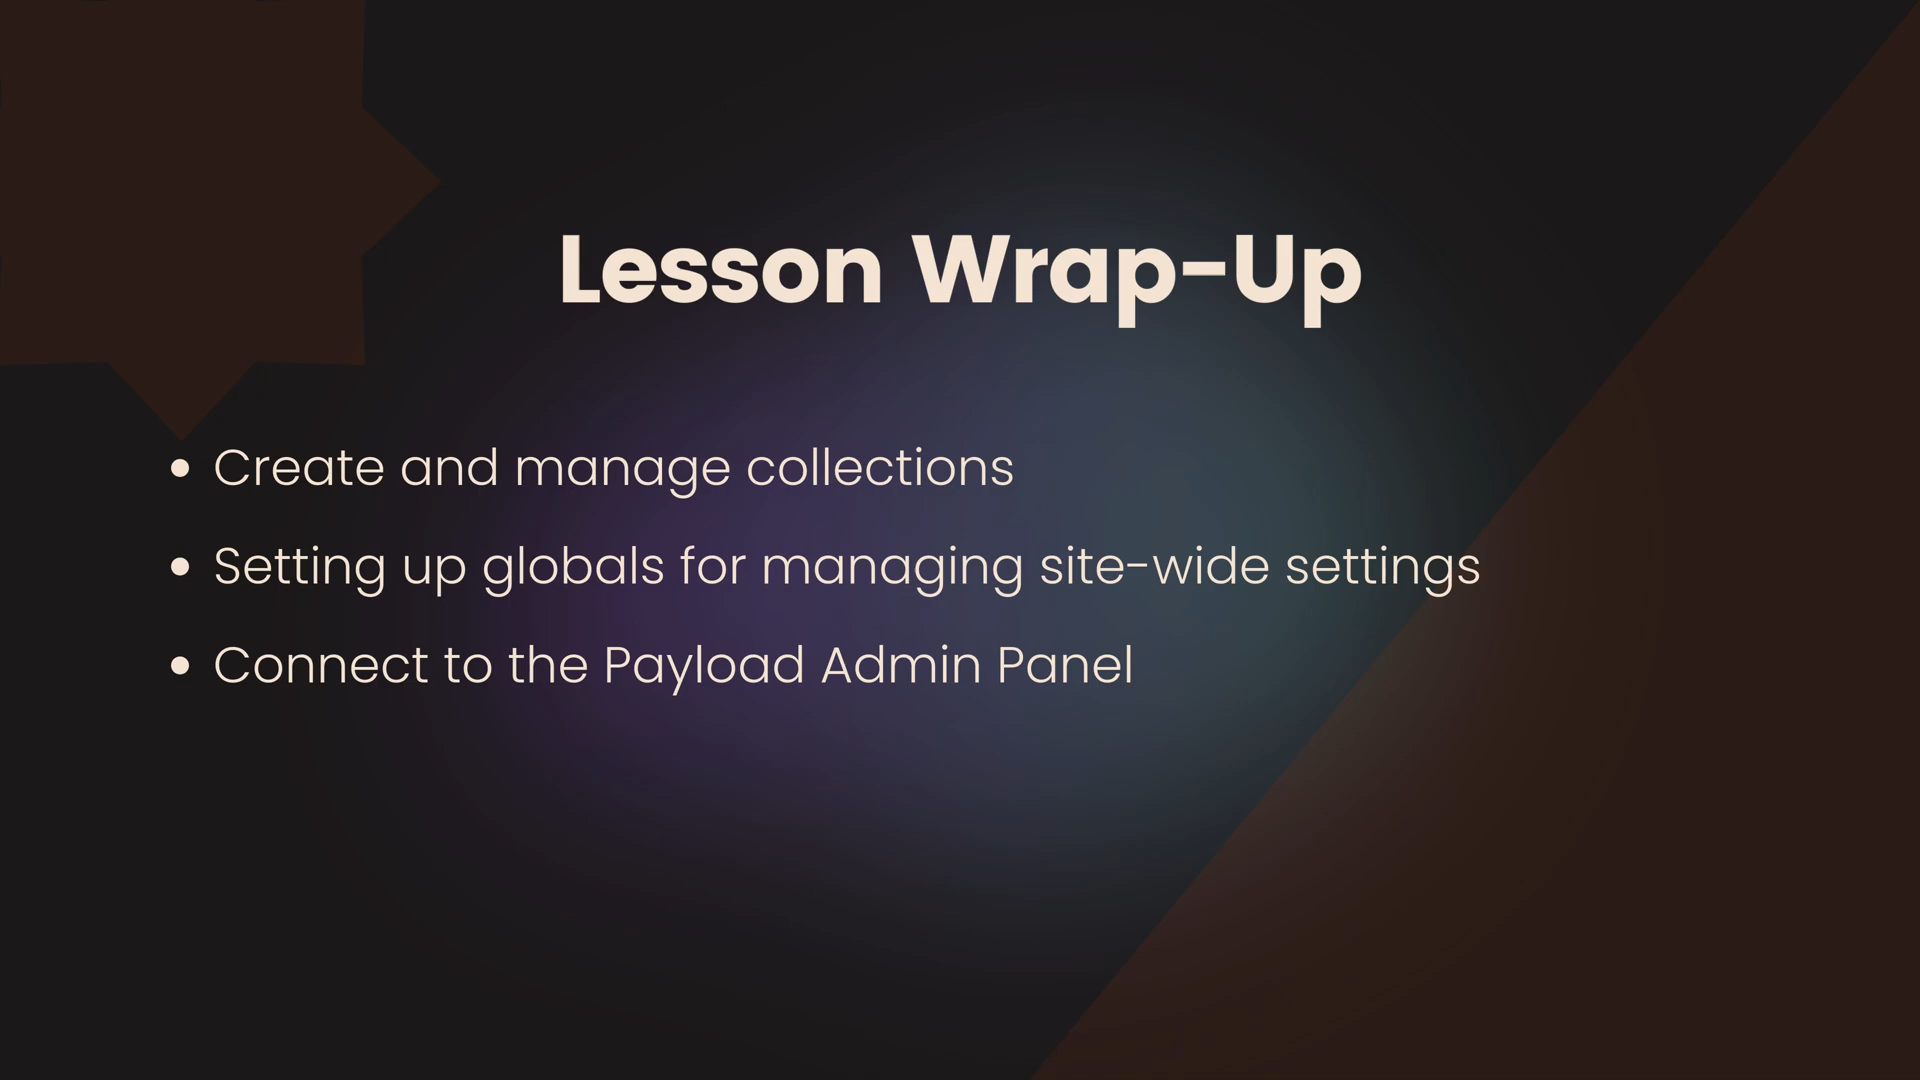 Lesson Wrap-Up
• Create and manage collections
• Setting up globals for managing site-wide settings
• Connect to the Payload Admin Panel